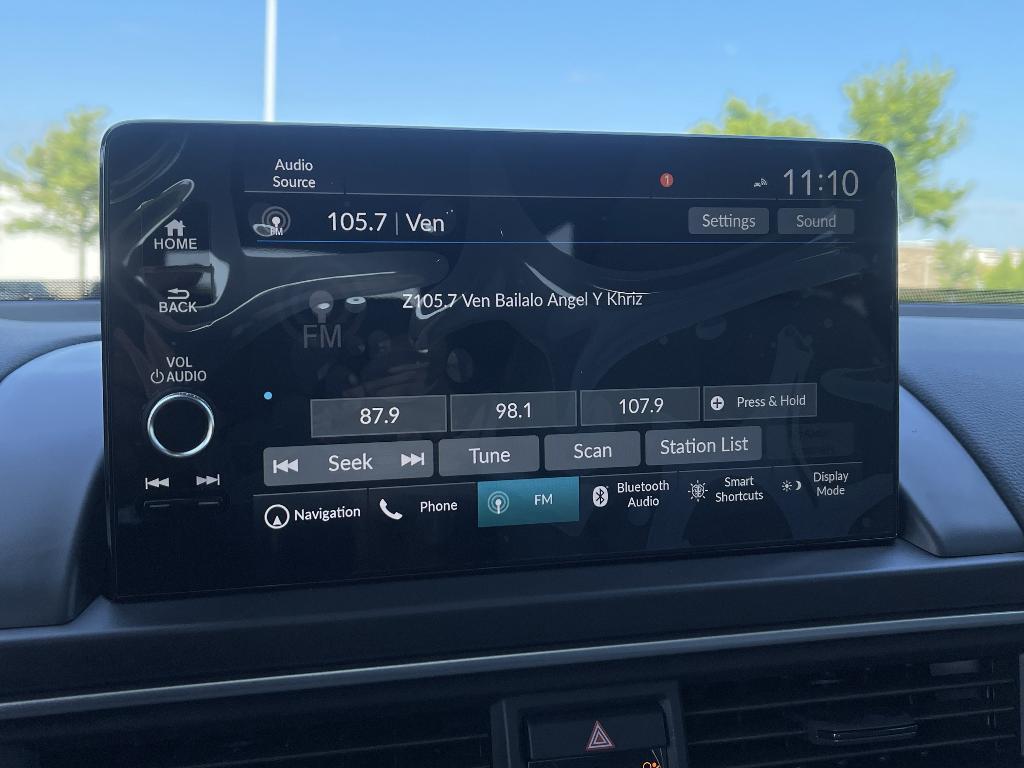 Audio
Source
1
11:10
FM
105.7 | Ven
Settings
Sound
HOME
BACK
Z105.7 Ven Bailalo Angel Y Khriz
FM
VOL
AUDIO
87.9
98.1
107.9
Press & Hold
Seek
Tune
Scan
Station List
Navigation
Phone
FM
Bluetooth
Audio
Smart
Shortcuts
Display
Mode